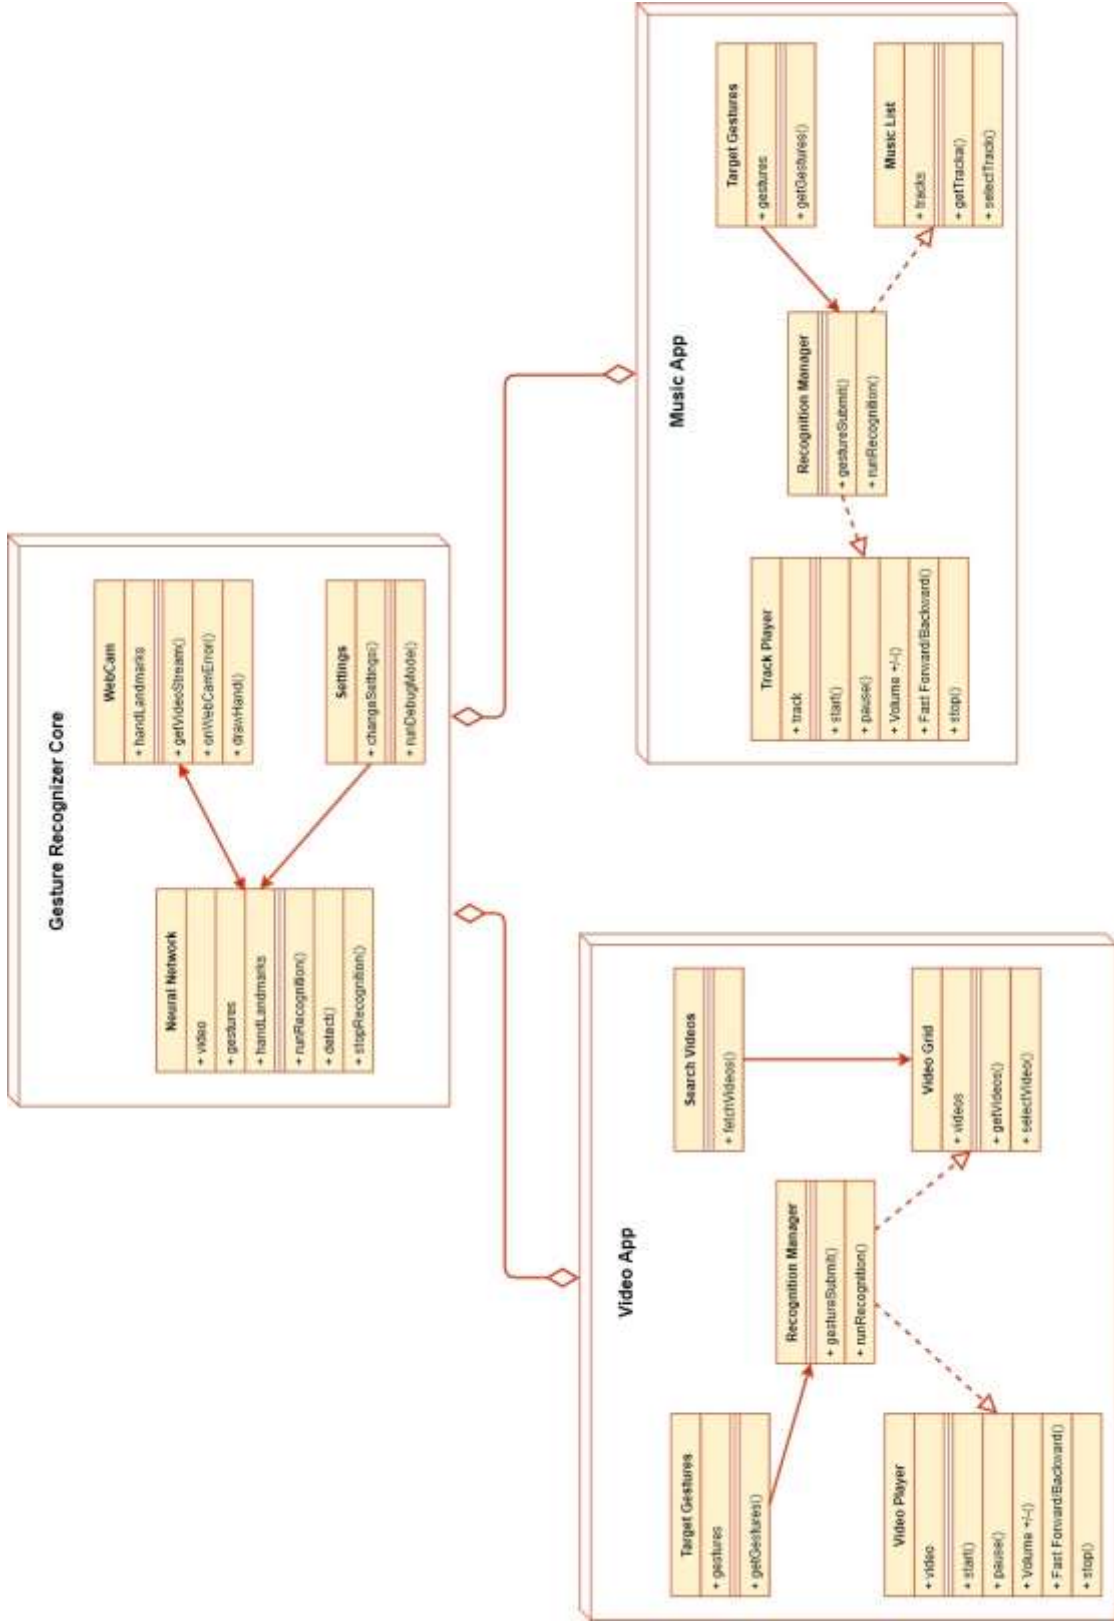 Gesture Recognizer Core
Neural Network
+ video
+ gestures
+ handLandmarks
+ runRecognition()
+ detect()
+ stopRecognition()
WebCam
+ handLandmarks
+ getVideoStream()
+ onWebCamError()
+ drawHand()
Settings
+ changeSettings()
+ runDebugMode()
Video App
Target Gestures
+ gestures
+ getGestures()
Recognition Manager
+ gestureSubmit()
+ runRecognition()
Search Videos
+ fetchVideos()
Video Player
+ video
+ start()
+ pause()
+ Volume +/-()
+ Fast Forward/Backward()
+ stop()
Video Grid
+ videos
+ getVideos()
+ selectVideo()
Music App
Track Player
+ track
+ start()
+ pause()
+ Volume +/-()
+ Fast Forward/Backward()
+ stop()
Recognition Manager
+ gestureSubmit()
+ runRecognition()
Target Gestures
+ gestures
+ getGestures()
Music List
+ tracks
+ getTracka()
+ selectTrack()